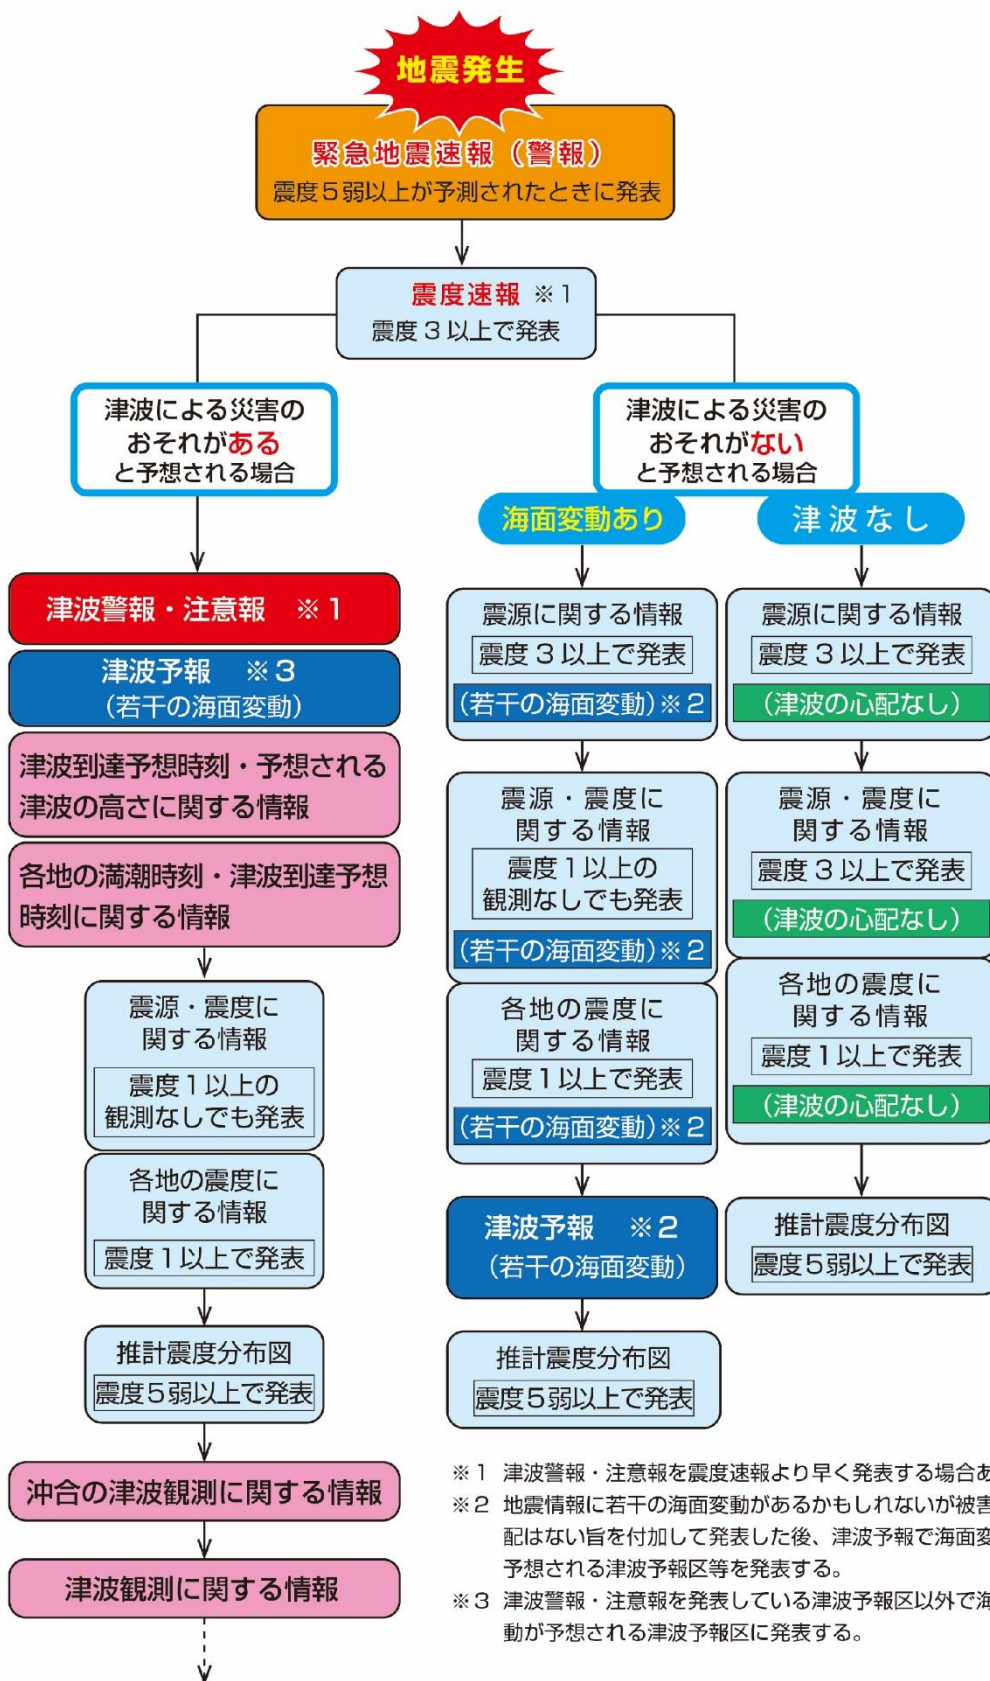 地震発生
緊急地震速報（警報）
震度５弱以上が予測されたときに発表
震度速報 ※１
震度３以上で発表
津波による災害の
おそれがある
と予想される場合
津波警報・注意報　※１
津波予報　※３
（若干の海面変動）
津波到達予想時刻・予想される
津波の高さに関する情報
各地の満潮時刻・津波到達予想
時刻に関する情報
震源・震度に
関する情報
震度１以上の
観測なしでも発表
各地の震度に
関する情報
震度１以上で発表
推計震度分布図
震度５弱以上で発表
沖合の津波観測に関する情報
津波観測に関する情報
津波による災害の
おそれがない
と予想される場合
海面変動あり
震源に関する情報
震度３以上で発表
（若干の海面変動）※２
震源・震度に
関する情報
震度１以上の
観測なしでも発表
（若干の海面変動）※２
各地の震度に
関する情報
震度１以上で発表
（若干の海面変動）※２
津波予報　※２
（若干の海面変動）
推計震度分布図
震度５弱以上で発表
津波なし
震源に関する情報
震度３以上で発表
（津波の心配なし）
震源・震度に
関する情報
震度３以上で発表
（津波の心配なし）
各地の震度に
関する情報
震度１以上で発表
（津波の心配なし）
推計震度分布図
震度５弱以上で発表
※１ 津波警報・注意報を震度速報より早く発表する場合あ
※２ 地震情報に若干の海面変動があるかもしれないが被害
配はない旨を付加して発表した後、津波予報で海面変
予想される津波予報区等を発表する。
※３ 津波警報・注意報を発表している津波予報区以外で海
動が予想される津波予報区に発表する。